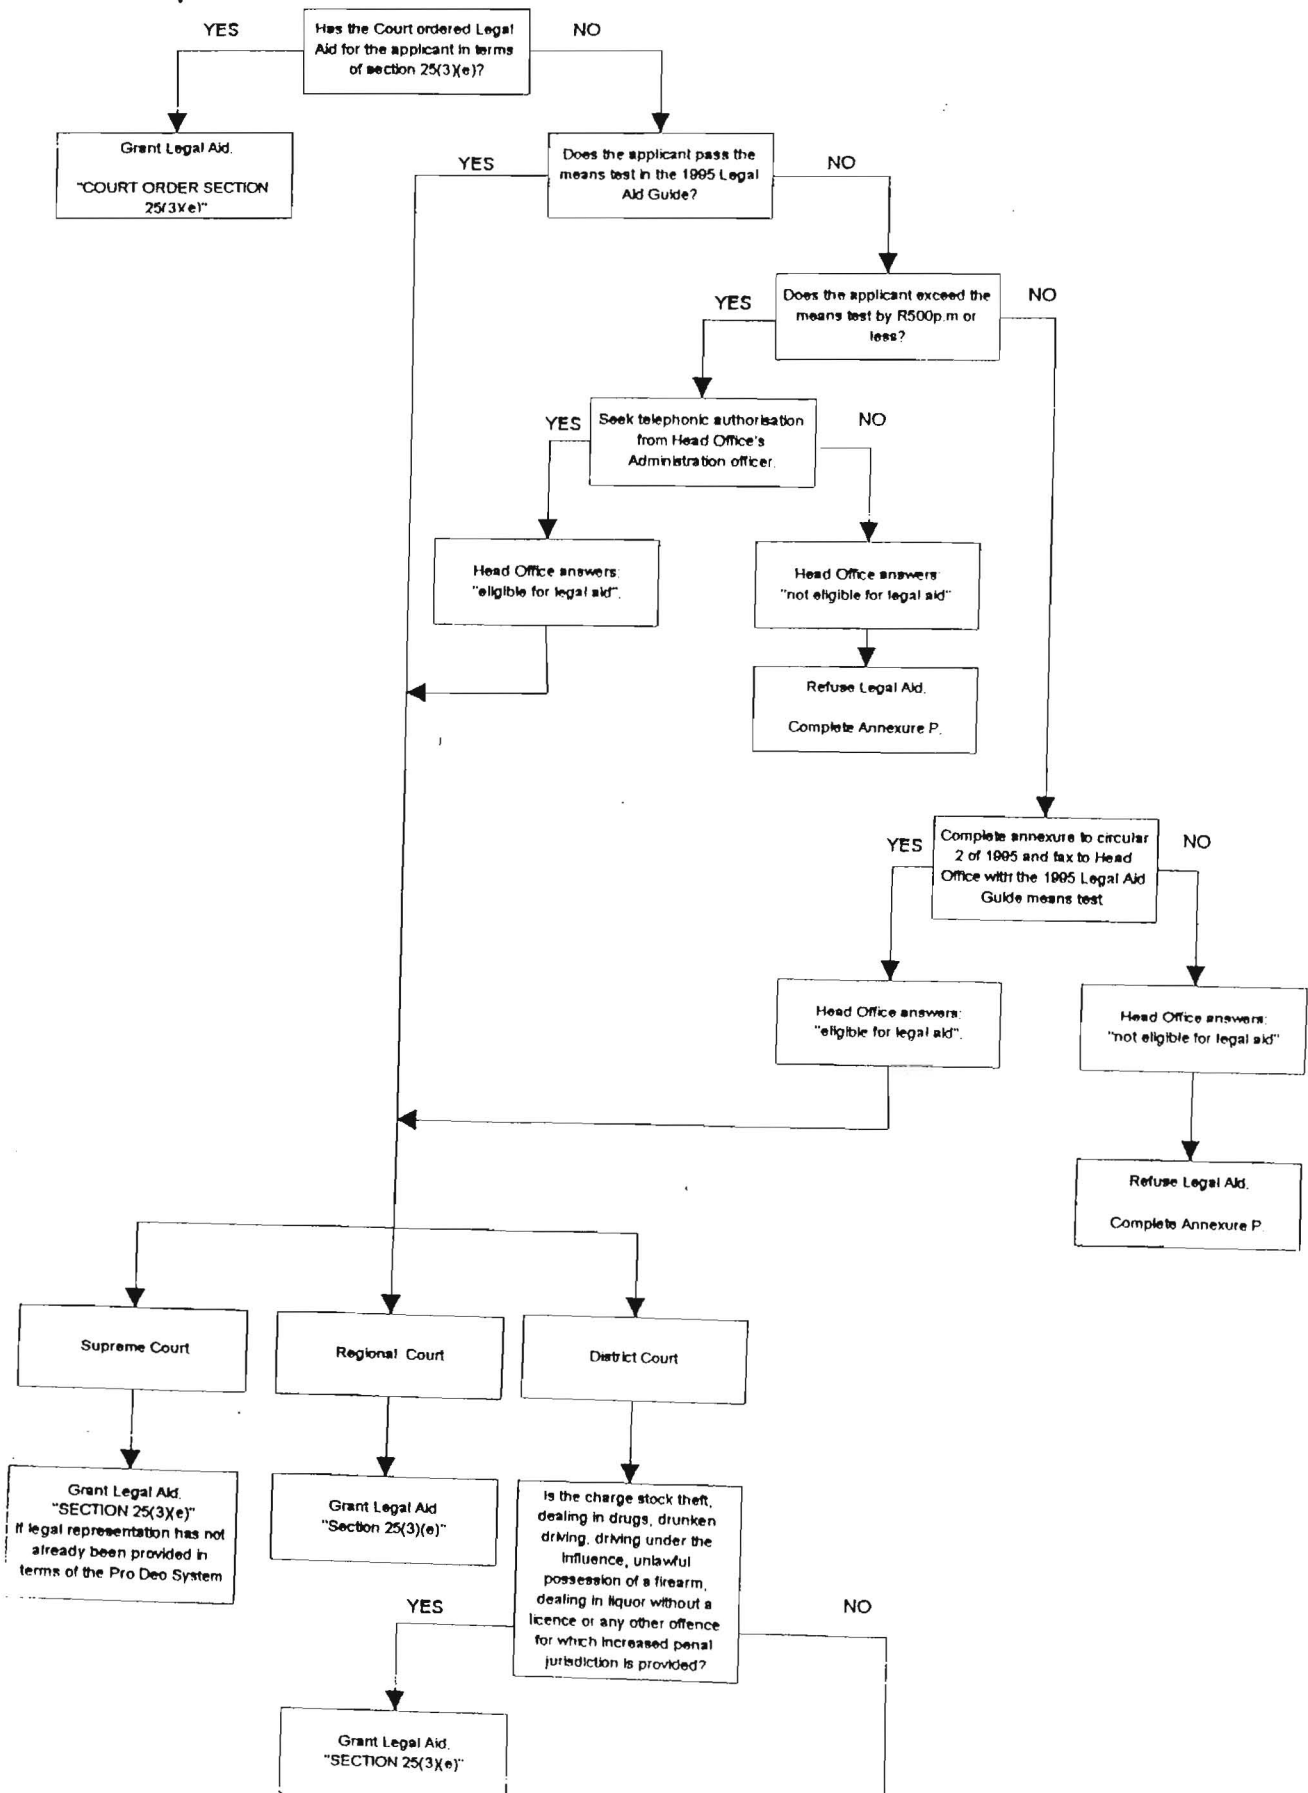 YES
Has the Court ordered Legal
Aid for the applicant in terms
of section 25(3)(e)?
NO
Grant Legal Aid.
"COURT ORDER SECTION
25(3)(e)"
YES
Does the applicant pass the
means test in the 1995 Legal
Aid Guide?
NO
YES
Does the applicant exceed the
means test by R500p.m or
less?
NO
YES
Seek telephonic authorisation
from Head Office's
Administration officer.
NO
Head Office answers:
"eligible for legal aid".
Head Office answers:
"not eligible for legal aid"
Refuse Legal Aid.
Complete Annexure P.
YES
Complete annexure to circular
2 of 1995 and fax to Head
Office with the 1995 Legal Aid
Guide means test
NO
Head Office answers:
"eligible for legal aid".
Head Office answers:
"not eligible for legal aid"
Refuse Legal Aid.
Complete Annexure P.
Supreme Court
Regional Court
District Court
Grant Legal Aid.
"SECTION 25(3)(e)"
If legal representation has not
already been provided in
terms of the Pro Deo System
Grant Legal Aid
"Section 25(3)(e)"
Is the charge stock theft,
dealing in drugs, drunken
driving, driving under the
influence, unlawful
possession of a firearm,
dealing in liquor without a
licence or any other offence
for which increased penal
jurisdiction is provided?
YES
NO
Grant Legal Aid.
"SECTION 25(3)(e)"